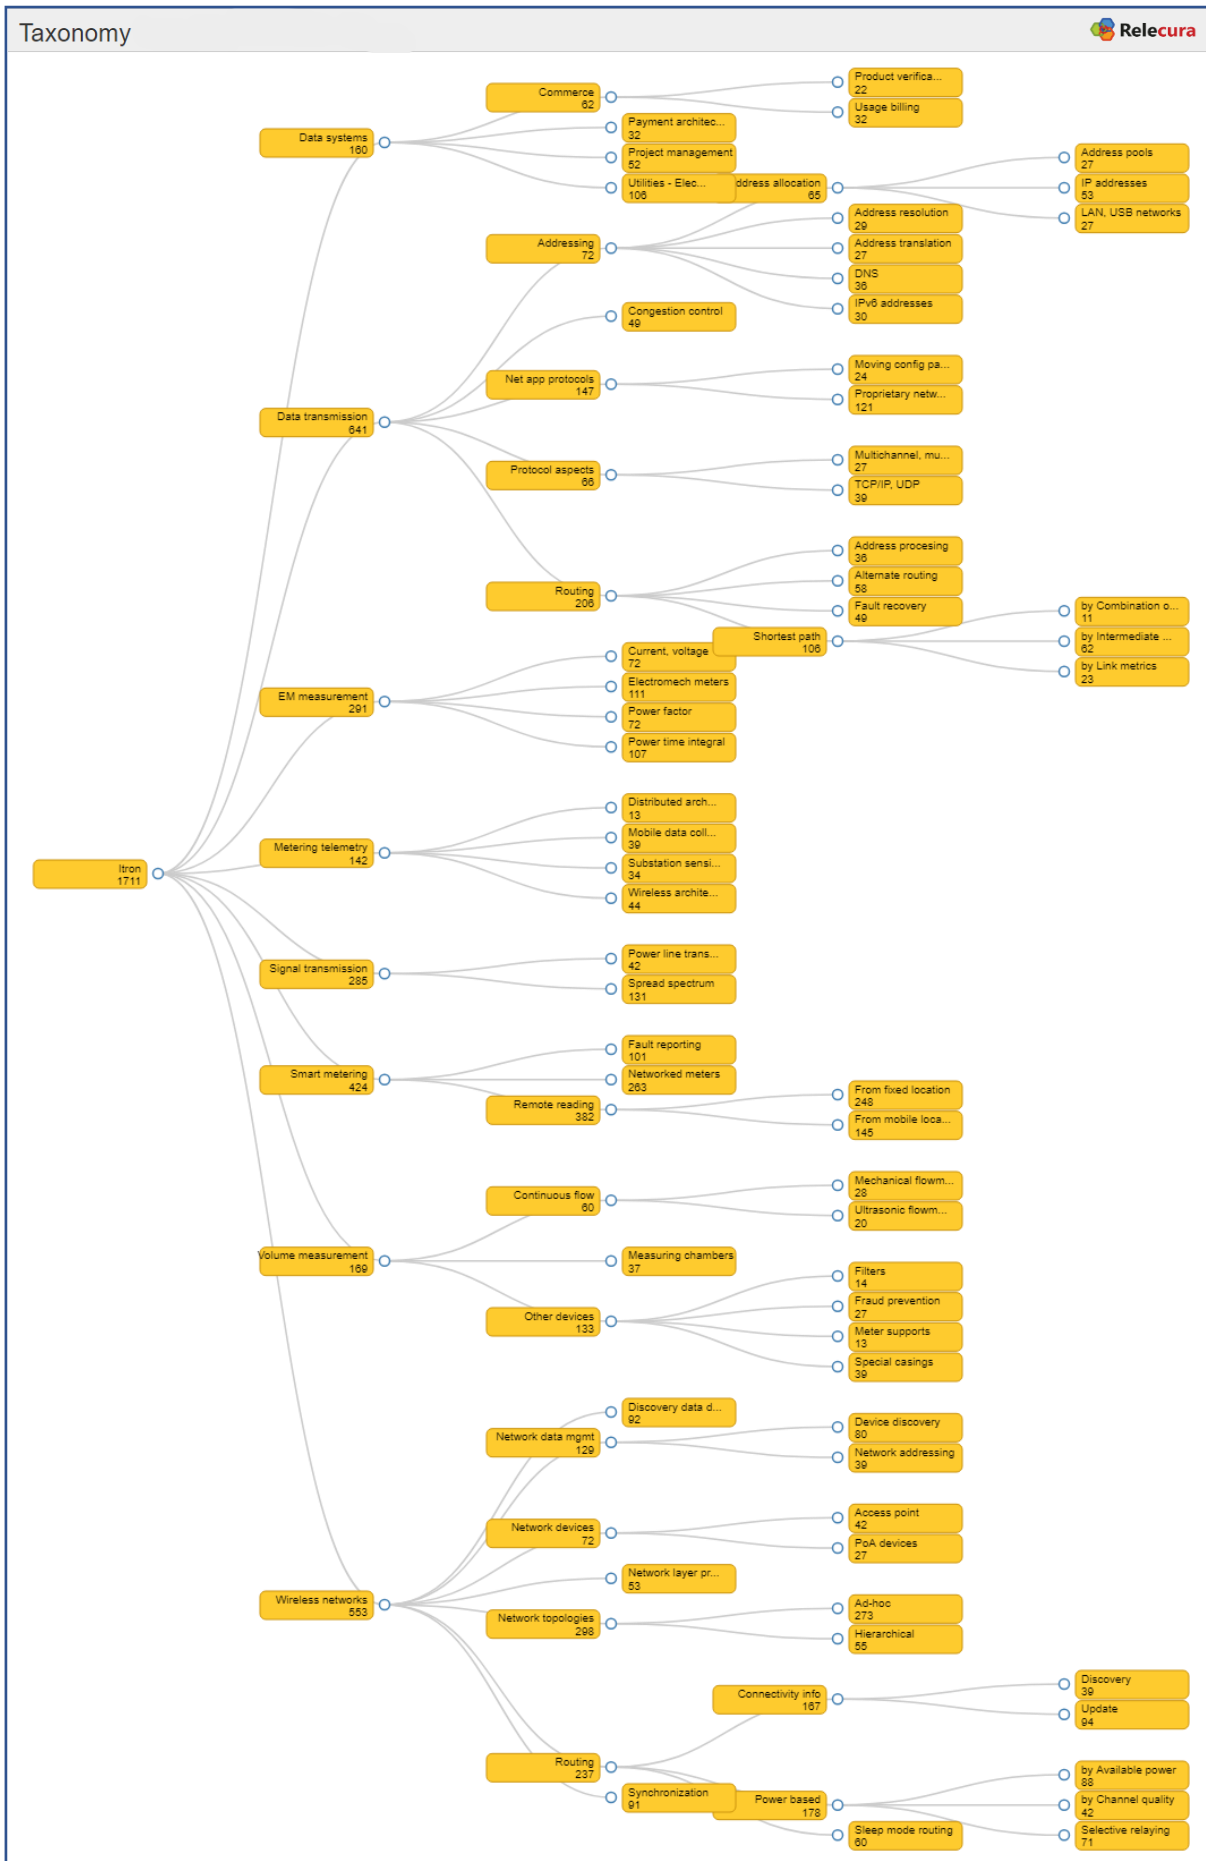 Taxonomy
Relecura
Itron
1711
Data systems
160
Commerce
62
Product verifica...
22
Usage billing
32
Payment architec...
32
Project management
52
Utilities - Elec...
106
Data transmission
641
Addressing
72
ddress allocation
65
Address pools
27
IP addresses
53
LAN, USB networks
27
Address resolution
29
Address translation
27
DNS
36
IPv6 addresses
30
Congestion control
49
Net app protocols
147
Moving config pa...
24
Proprietary netw...
121
Protocol aspects
66
Multichannel, mu...
27
TCP/IP, UDP
39
Routing
206
Address procesing
36
Alternate routing
58
Fault recovery
49
Shortest path
106
by Combination o...
11
by Intermediate ...
62
by Link metrics
23
EM measurement
291
Current, voltage
72
Electromech meters
111
Power factor
72
Power time integral
107
Metering telemetry
142
Distributed arch...
13
Mobile data coll...
39
Substation sensi...
34
Wireless archite...
44
Signal transmission
285
Power line trans...
42
Spread spectrum
131
Smart metering
424
Fault reporting
101
Networked meters
263
Remote reading
382
From fixed location
248
From mobile loca...
145
Volume measurement
169
Continuous flow
60
Mechanical flowm...
28
Ultrasonic flowm...
20
Measuring chambers
37
Other devices
133
Filters
14
Fraud prevention
27
Meter supports
13
Special casings
39
Wireless networks
553
Discovery data d...
92
Network data mgmt
129
Device discovery
80
Network addressing
39
Network devices
72
Access point
42
PoA devices
27
Network layer pr...
53
Network topologies
298
Ad-hoc
273
Hierarchical
55
Routing
237
Connectivity info
167
Discovery
39
Update
94
Power based
178
by Available power
88
by Channel quality
42
Selective relaying
71
Sleep mode routing
60
Synchronization
91